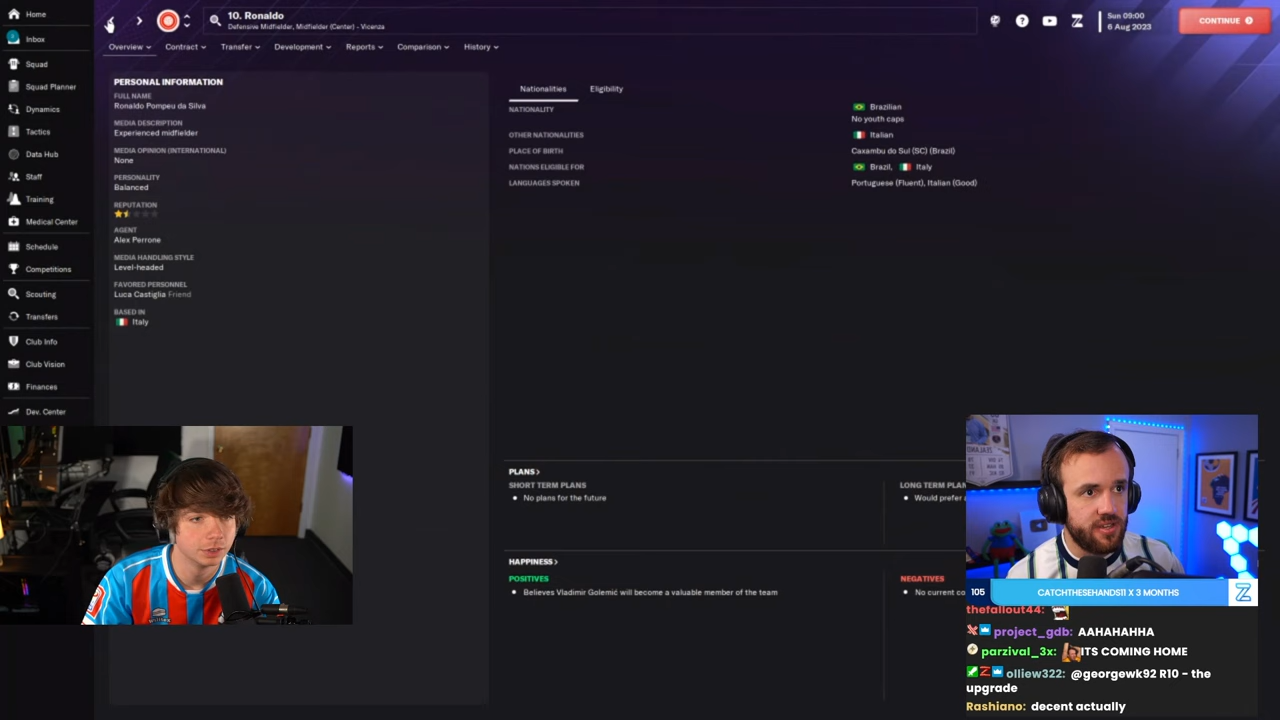 Home
Inbox
Squad
Squad Planner
Dynamics
Tactics
Data Hub
Staff
Training
Medical Center
Schedule
Competitions
Scouting
Transfers
Club Info
Club Vision
Finances
Dev. Center
10. Ronaldo
Defensive Midfielder, Midfielder (Center) - Vicenza
Sun 09:00
6 Aug 2023
CONTINUE
Overview
Contract
Transfer
Development
Reports
Comparison
History
PERSONAL INFORMATION
FULL NAME
Ronaldo Pompeu da Silva
MEDIA DESCRIPTION
Experienced midfielder
MEDIA OPINION (INTERNATIONAL)
None
PERSONALITY
Balanced
REPUTATION
AGENT
Alex Perrone
MEDIA HANDLING STYLE
Level-headed
FAVORED PERSONNEL
Luca Castiglia Friend
BASED IN
Italy
Nationalities
Eligibility
NATIONALITY
Brazilian
No youth caps
OTHER NATIONALITIES
Italian
PLACE OF BIRTH
Caxambu do Sul (SC) (Brazil)
NATIONS ELIGIBLE FOR
Brazil, Italy
LANGUAGES SPOKEN
Portuguese (Fluent), Italian (Good)
PLANS>
SHORT TERM PLANS
No plans for the future
LONG TERM PLAN
Would prefer
HAPPINESS>
POSITIVES
Believes Vladimir Golemić will become a valuable member of the team
NEGATIVES
No current co
105
CATCHTHESEHANDS11 X 3 MONTHS
thefallout44:
project_gdb: AAHAHAHHA
parzival_3x: ITS COMING HOME
olliew322: @georgewk92 R10 - the
upgrade
Rashiano: decent actually